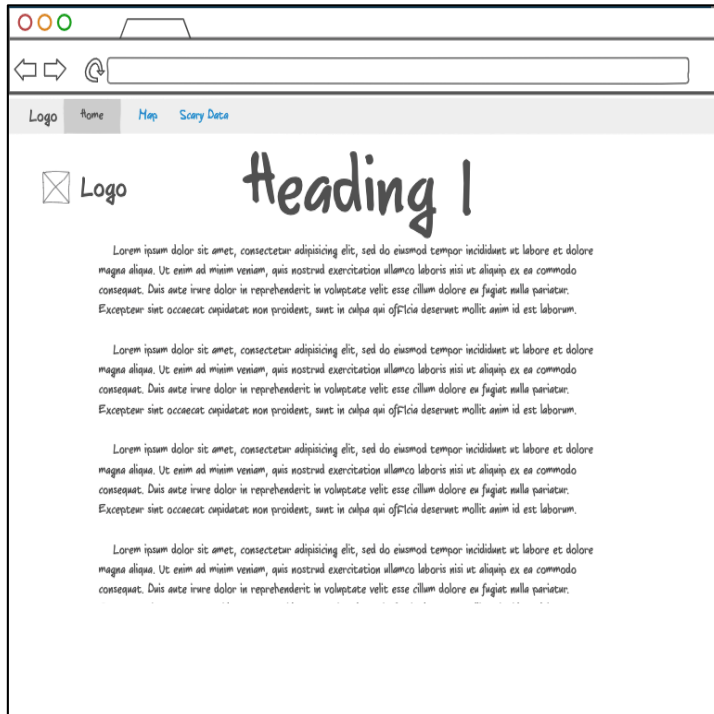 Logo Home Map Scary Data
Logo
Heading 1
Lorem ipsum dolor sit amet, consectetur adipisicing elit, sed do eiusmod tempor incididunt ut labore et dolore
magna aliqua. Ut enim ad minim veniam, quis nostrud exercitation ullamco laboris nisi ut aliquip ex ea commodo
consequat. Duis aute irure dolor in reprehenderit in voluptate velit esse cillum dolore eu fugiat nulla pariatur.
Excepteur sint occaecat cupidatat non proident, sunt in culpa qui officia deserunt mollit anim id est laborum.
Lorem ipsum dolor sit amet, consectetur adipisicing elit, sed do eiusmod tempor incididunt ut labore et dolore
magna aliqua. Ut enim ad minim veniam, quis nostrud exercitation ullamco laboris nisi ut aliquip ex ea commodo
consequat. Duis aute irure dolor in reprehenderit in voluptate velit esse cillum dolore eu fugiat nulla pariatur.
Excepteur sint occaecat cupidatat non proident, sunt in culpa qui officia deserunt mollit anim id est laborum.
Lorem ipsum dolor sit amet, consectetur adipisicing elit, sed do eiusmod tempor incididunt ut labore et dolore
magna aliqua. Ut enim ad minim veniam, quis nostrud exercitation ullamco laboris nisi ut aliquip ex ea commodo
consequat. Duis aute irure dolor in reprehenderit in voluptate velit esse cillum dolore eu fugiat nulla pariatur.
Excepteur sint occaecat cupidatat non proident, sunt in culpa qui officia deserunt mollit anim id est laborum.
Lorem ipsum dolor sit amet, consectetur adipisicing elit, sed do eiusmod tempor incididunt ut labore et dolore
magna aliqua. Ut enim ad minim veniam, quis nostrud exercitation ullamco laboris nisi ut aliquip ex ea commodo
consequat. Duis aute irure dolor in reprehenderit in voluptate velit esse cillum dolore eu fugiat nulla pariatur.